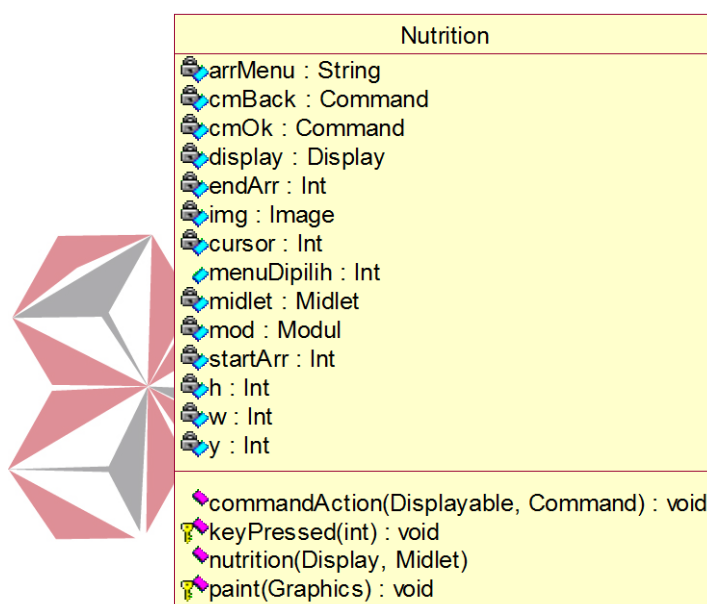 Nutrition
arrMenu : String
cmBack : Command
cmOk : Command
display : Display
endArr : Int
img : Image
cursor : Int
menuDipilih : Int
midlet : Midlet
mod : Modul
startArr : Int
h : Int
w : Int
y : Int
commandAction(Displayable, Command) : void
keyPressed(int) : void
nutrition(Display, Midlet)
paint(Graphics) : void